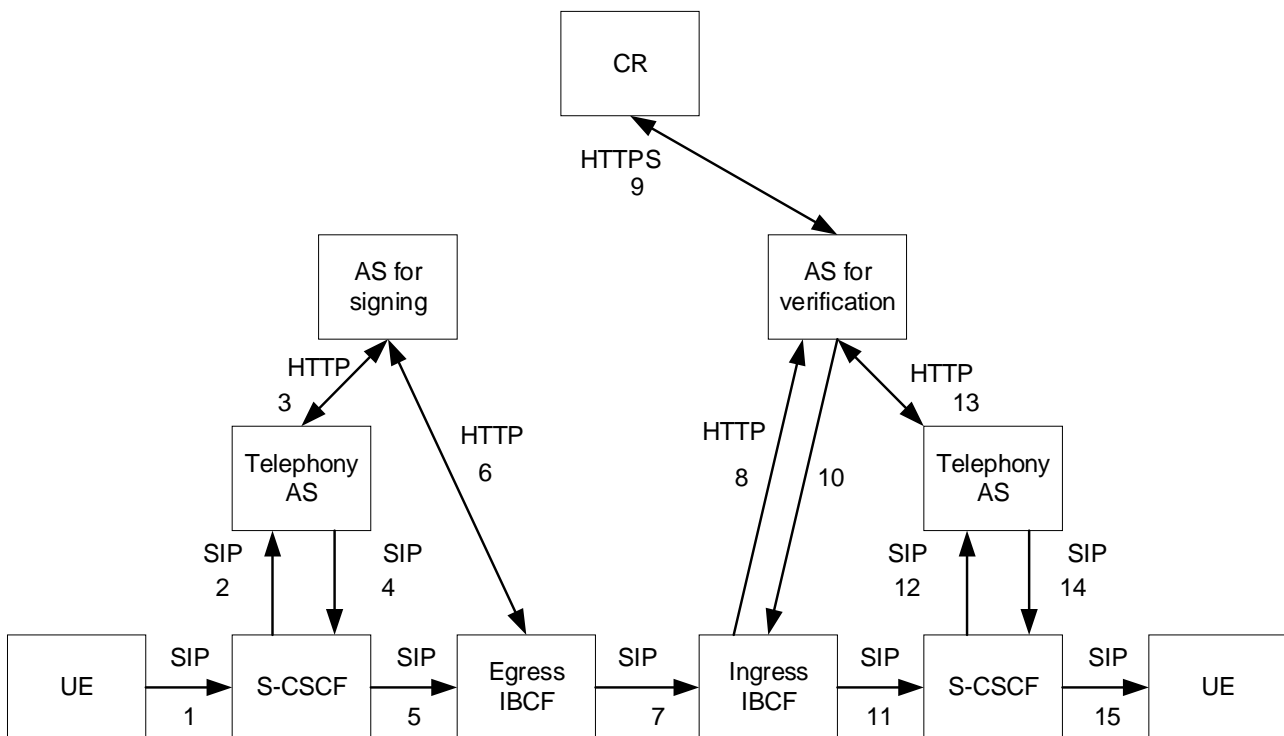 CR
HTTPS
9
AS for
signing
AS for
verification
HTTP
3
HTTP
13
Telephony
AS
HTTP
6
HTTP
8
10
Telephony
AS
SIP
2
SIP
4
SIP
12
SIP
14
UE
SIP
1
S-CSCF
SIP
5
Egress
IBCF
SIP
7
Ingress
IBCF
SIP
11
S-CSCF
SIP
15
UE